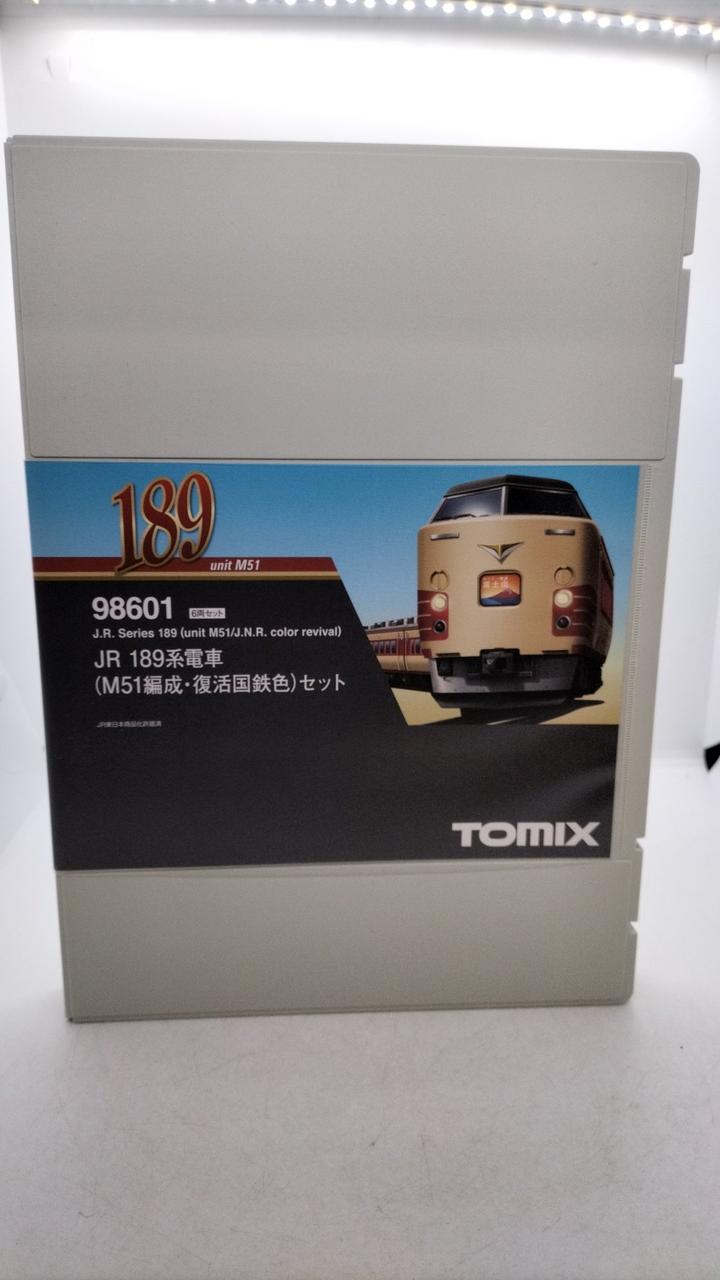 189
unit M51
98601 6両セット
J.R. Series 189 (unit M51/J.N.R. color revival)
JR 189系電車
(M51編成・復活国鉄色)セット
JR東日本商品化許諾済
TOMIX